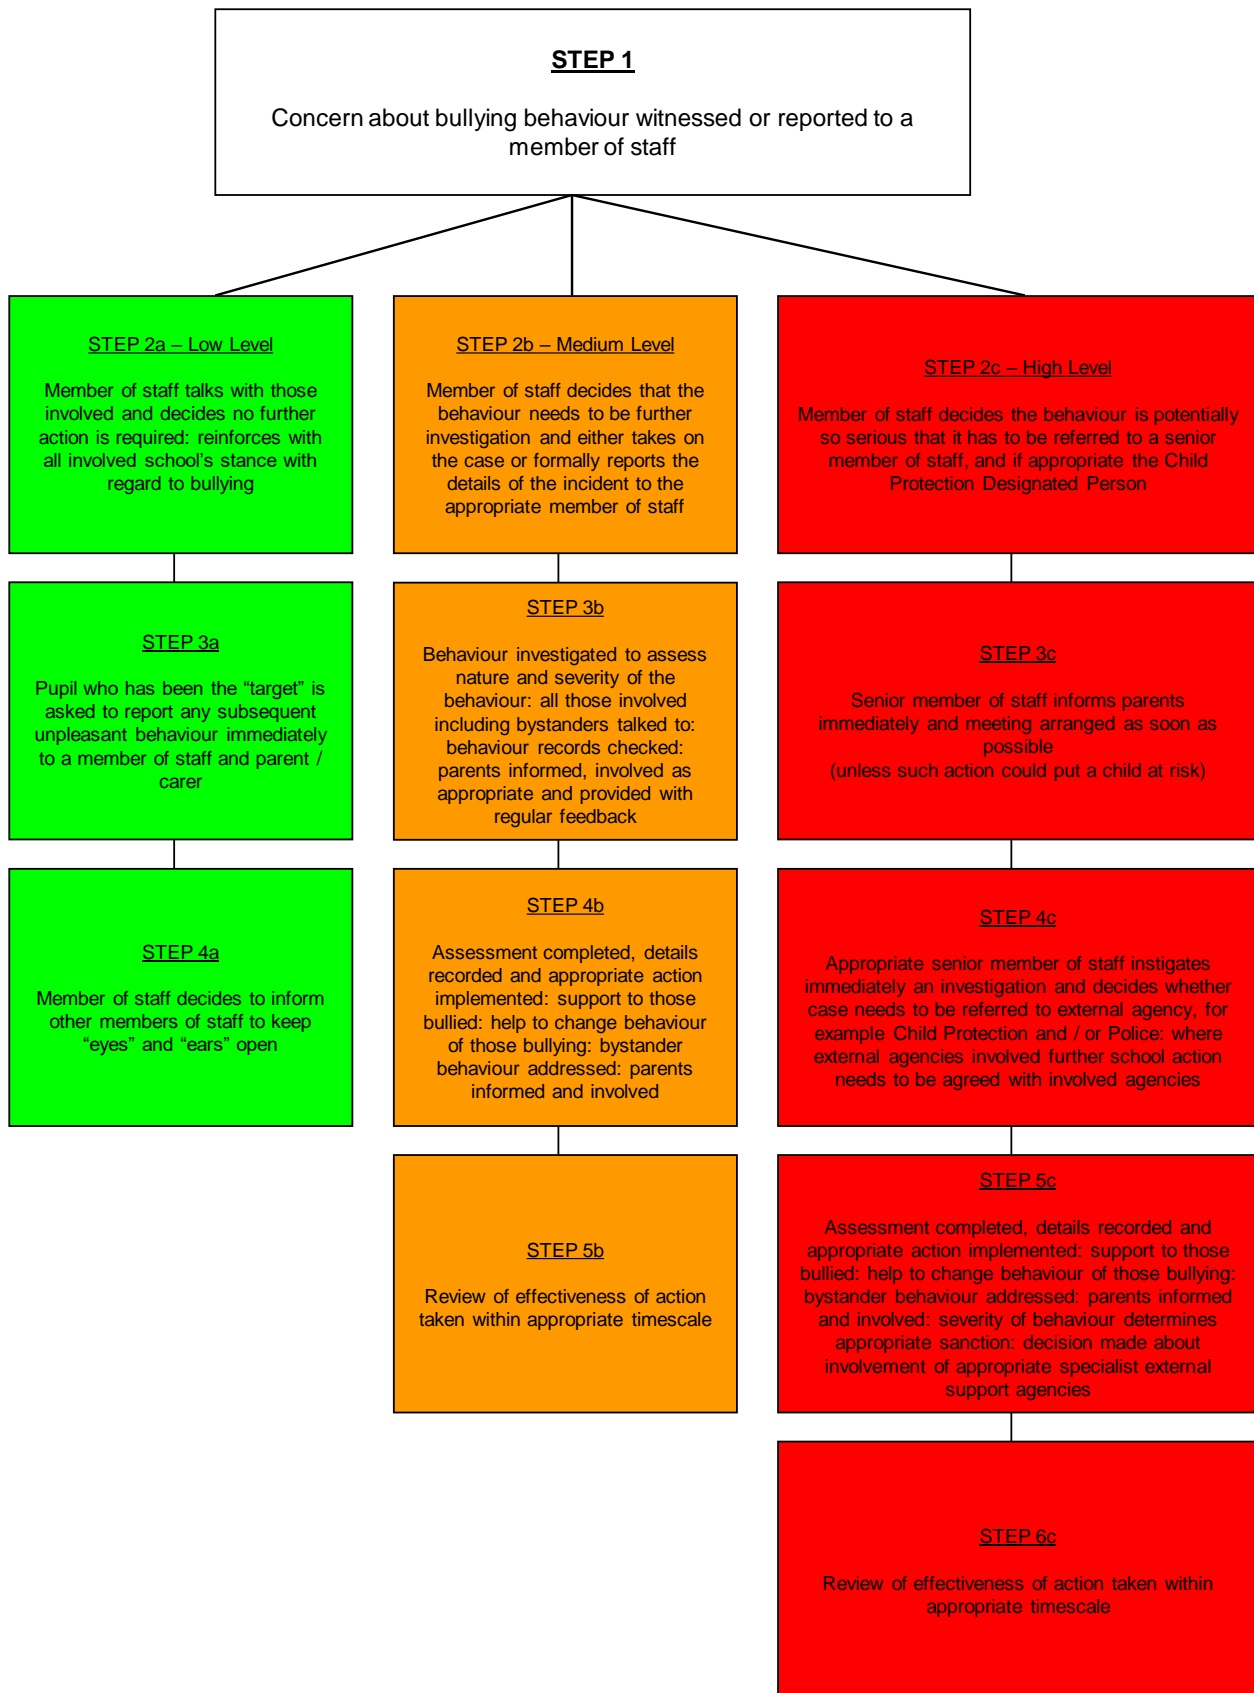 STEP 1
Concern about bullying behaviour witnessed or reported to a
member of staff
STEP 2a – Low Level
Member of staff talks with those
involved and decides no further
action is required: reinforces with
all involved school’s stance with
regard to bullying
STEP 2b – Medium Level
Member of staff decides that the
behaviour needs to be further
investigation and either takes on
the case or formally reports the
details of the incident to the
appropriate member of staff
STEP 2c – High Level
Member of staff decides the behaviour is potentially
so serious that it has to be referred to a senior
member of staff, and if appropriate the Child
Protection Designated Person
STEP 3a
Pupil who has been the “target” is
asked to report any subsequent
unpleasant behaviour immediately
to a member of staff and parent /
carer
STEP 3b
Behaviour investigated to assess
nature and severity of the
behaviour: all those involved
including bystanders talked to:
behaviour records checked:
parents informed, involved as
appropriate and provided with
regular feedback
STEP 3c
Senior member of staff informs parents
immediately and meeting arranged as soon as
possible
(unless such action could put a child at risk)
STEP 4a
Member of staff decides to inform
other members of staff to keep
“eyes” and “ears” open
STEP 4b
Assessment completed, details
recorded and appropriate action
implemented: support to those
bullied: help to change behaviour
of those bullying: bystander
behaviour addressed: parents
informed and involved
STEP 4c
Appropriate senior member of staff instigates
immediately an investigation and decides whether
case needs to be referred to external agency, for
example Child Protection and / or Police: where
external agencies involved further school action
needs to be agreed with involved agencies
STEP 5b
Review of effectiveness of action
taken within appropriate timescale
STEP 5c
Assessment completed, details recorded and
appropriate action implemented: support to those
bullied: help to change behaviour of those bullying:
bystander behaviour addressed: parents informed
and involved: severity of behaviour determines
appropriate sanction: decision made about
involvement of appropriate specialist external
support agencies
STEP 6c
Review of effectiveness of action taken within
appropriate timescale